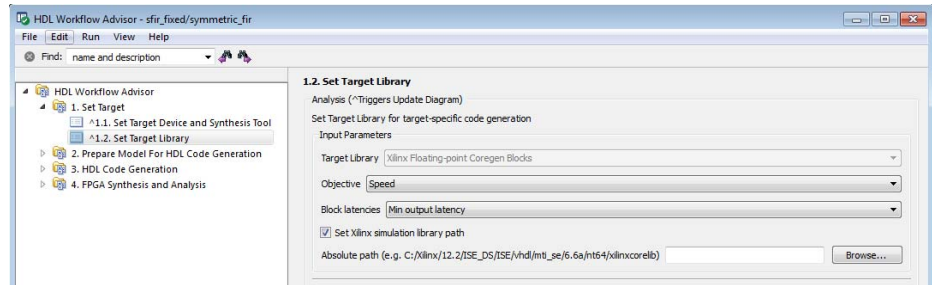 HDL Workflow Advisor - sfir_fixed/symmetric_fir
File Edit Run View Help
Find: name and description
HDL Workflow Advisor
1. Set Target
^1.1. Set Target Device and Synthesis Tool
^1.2. Set Target Library
2. Prepare Model For HDL Code Generation
3. HDL Code Generation
4. FPGA Synthesis and Analysis
1.2. Set Target Library
Analysis (^Triggers Update Diagram)
Set Target Library for target-specific code generation
Input Parameters
Target Library Xilinx Floating-point Coregen Blocks
Objective Speed
Block latencies Min output latency
Set Xilinx simulation library path
Absolute path (e.g. C:/Xilinx/12.2/ISE_DS/ISE/vhdl/mti_se/6.6a/nt64/xilinxcorelib) Browse...